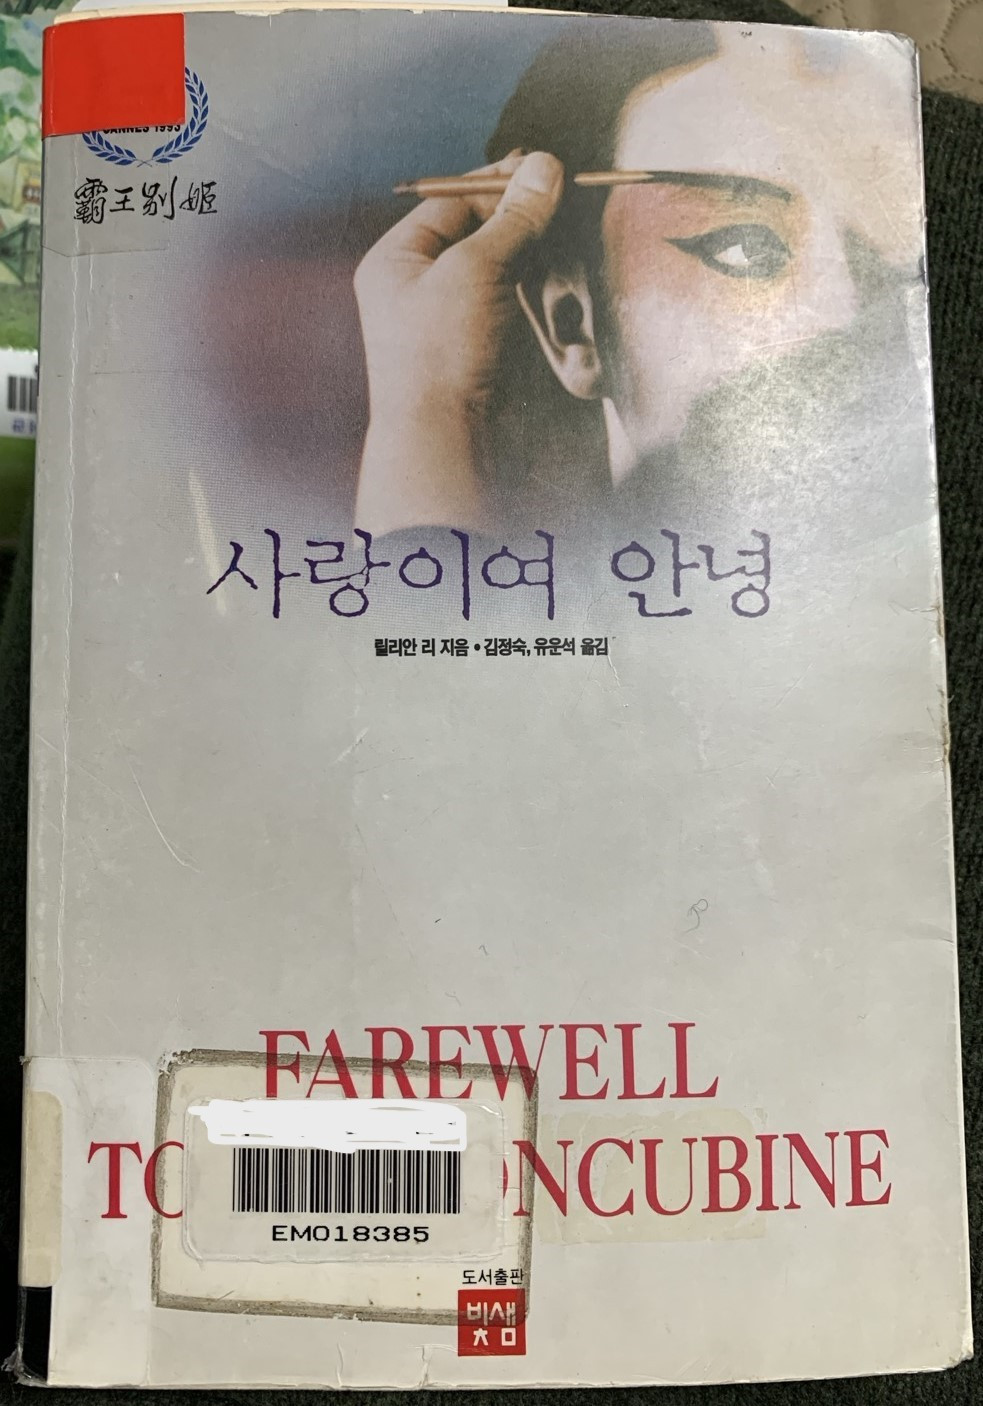 CANNES 1993
霸王别姬
사랑이여 안녕
릴리안 리 지음 • 김정숙, 유운석 옮김
FAREWELL
TO NCUBINE
EM018385
도서출판
빛샘